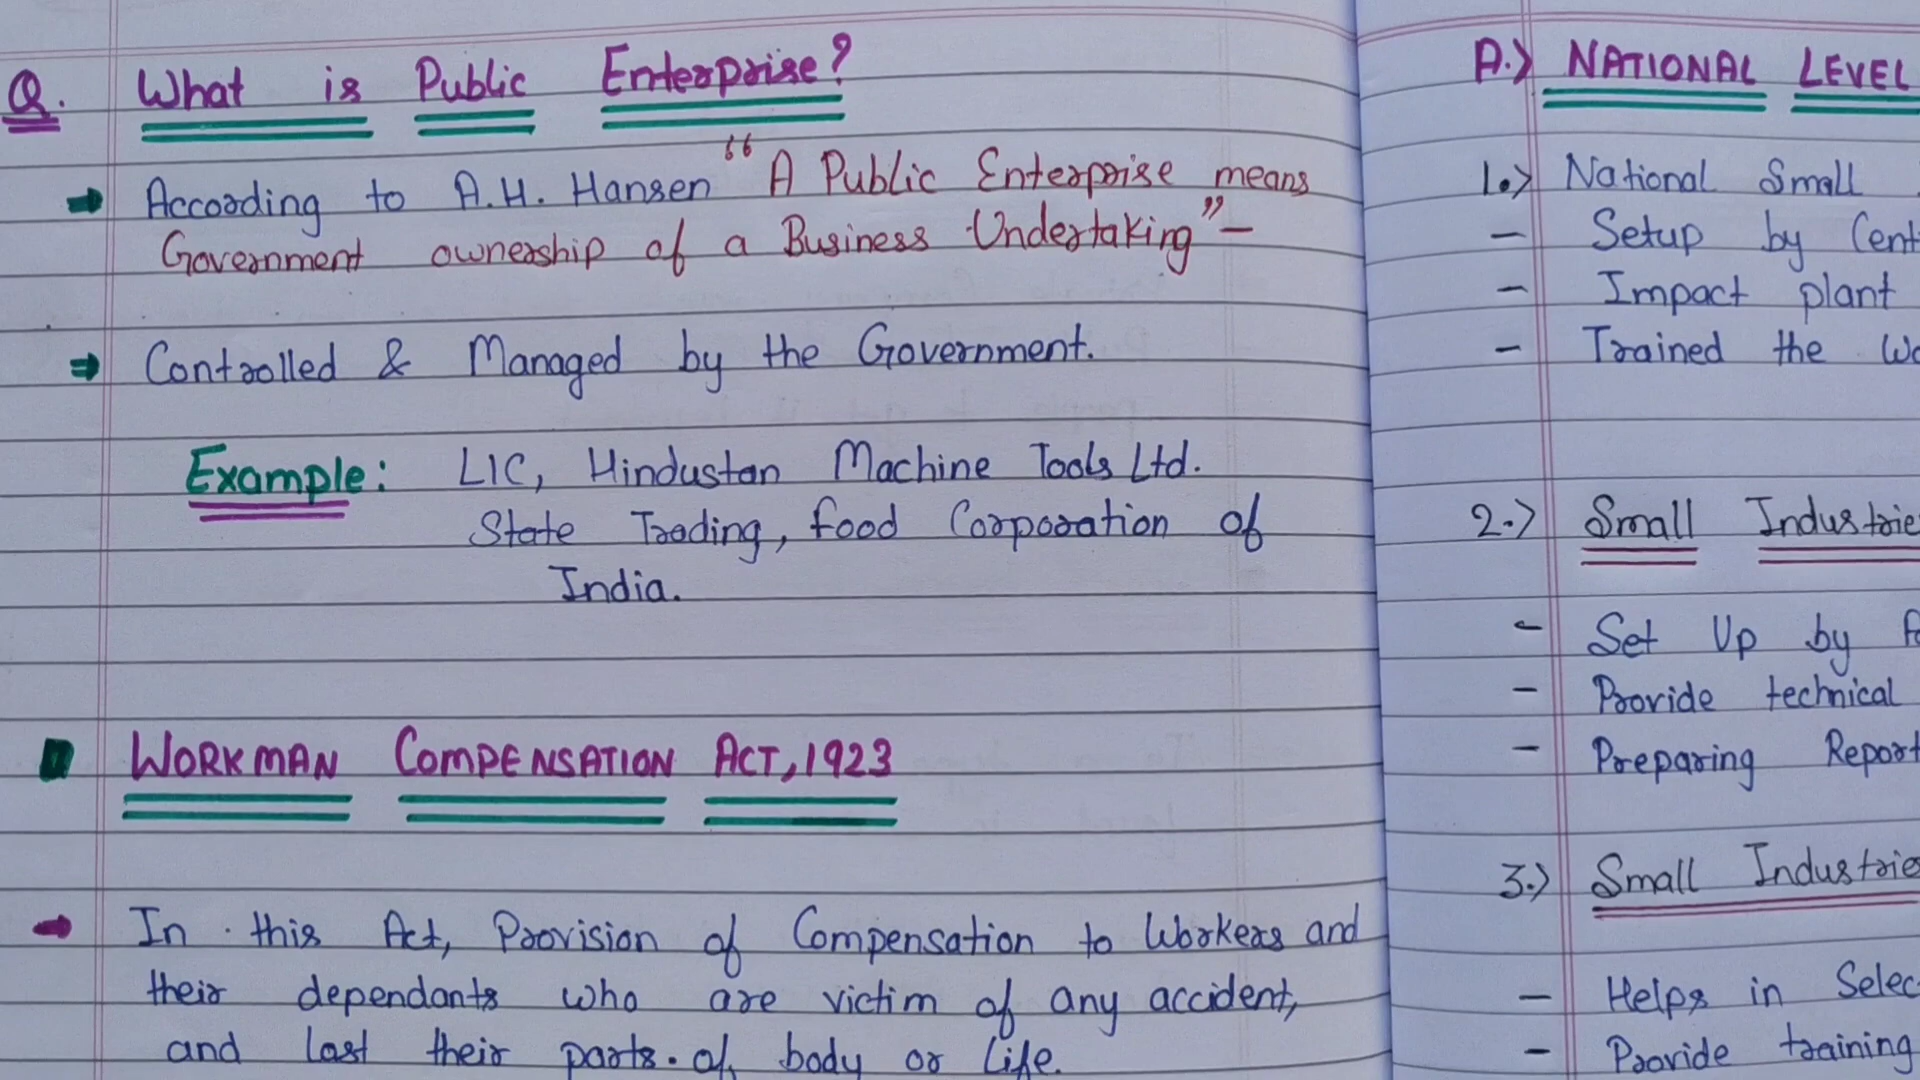 Q. What is Public Enterprise?
→ According to A.H. Hansen "A Public Enterprise means
Government ownership of a Business Undertaking" –
⇒ Controlled & Managed by the Government.
Example: LIC, Hindustan Machine Tools Ltd.
State Trading, Food Corporation of
India.
WORKMAN COMPENSATION ACT, 1923
→ In this Act, Provision of Compensation to Workers and
their dependants who are victim of any accident,
and lost their parts of body or life.
A.) NATIONAL LEVEL
1.) National Small
– Setup by
– Impact plant
– Trained the
2.) Small
– Set Up by
– Provide technical
– Preparing
3.) Small
– Helps in
– Provide training